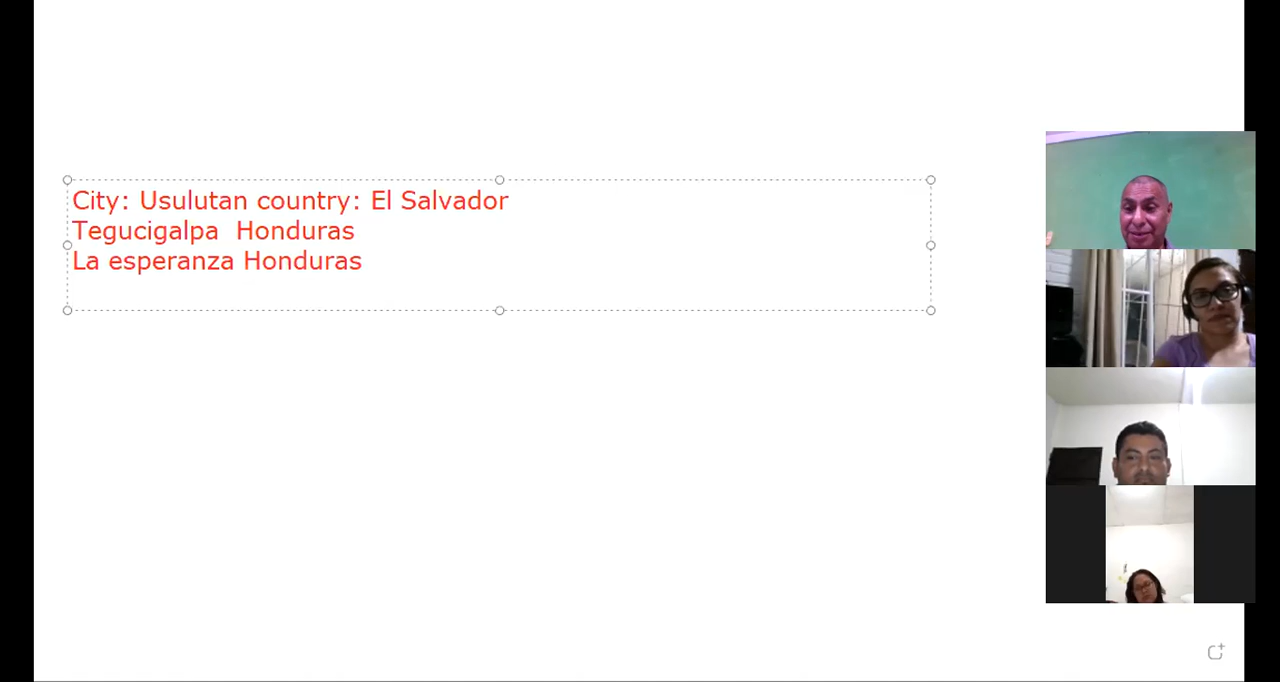 City: Usulutan country: El Salvador
Tegucigalpa  Honduras
La esperanza Honduras